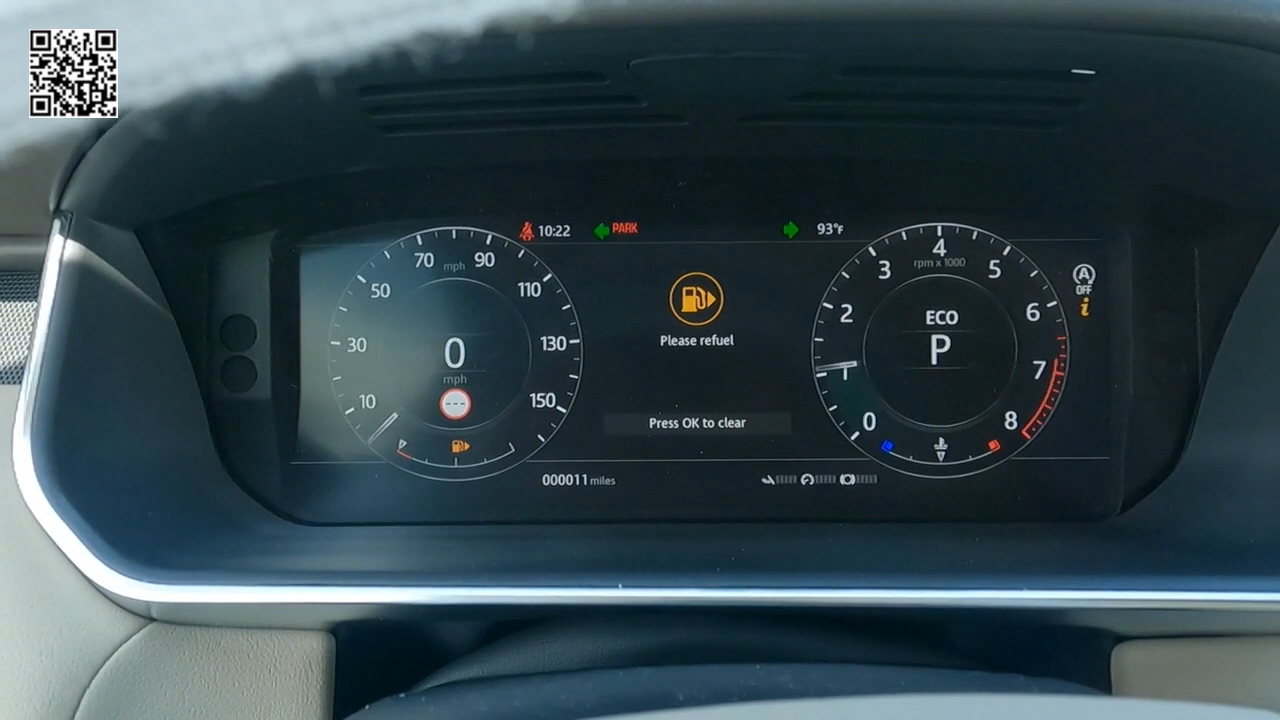 10:22 PARK 93°F
70 mph 90
50 110
30 130
10 150
0
mph
Please refuel
Press OK to clear
4
rpm x 1000
3 5
2 6
1 7
0 8
ECO
P
A
OFF
i
000011 miles